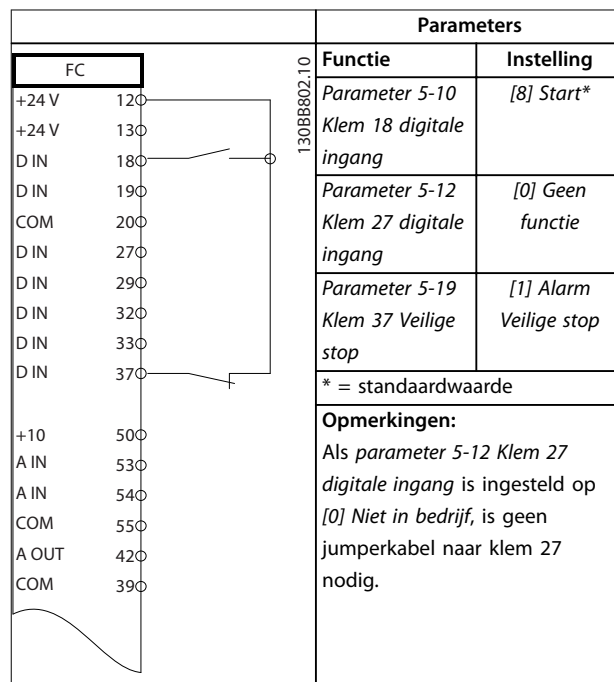 FC
+24 V 12
+24 V 13
D IN 18
D IN 19
COM 20
D IN 27
D IN 29
D IN 32
D IN 33
D IN 37
+10 50
A IN 53
A IN 54
COM 55
A OUT 42
COM 39
130BB802.10
Parameters
Functie Instelling
Parameter 5-10 [8] Start*
Klem 18 digitale
ingang
Parameter 5-12 [0] Geen
Klem 27 digitale functie
ingang
Parameter 5-19 [1] Alarm
Klem 37 Veilige Veilige stop
stop
* = standaardwaarde
Opmerkingen:
Als parameter 5-12 Klem 27
digitale ingang is ingesteld op
[0] Niet in bedrijf, is geen
jumperkabel naar klem 27
nodig.